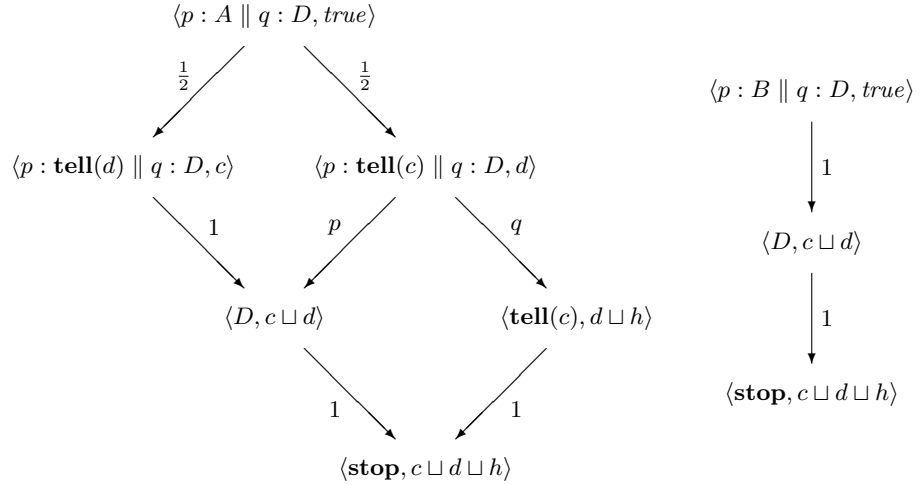 ⟨p : A ∥ q : D, true⟩
1/2 1/2
⟨p : B ∥ q : D, true⟩
⟨p : tell(d) ∥ q : D, c⟩ ⟨p : tell(c) ∥ q : D, d⟩
1
1 p q
⟨D, c ⊔ d⟩
⟨D, c ⊔ d⟩ ⟨tell(c), d ⊔ h⟩
1
1 1
⟨stop, c ⊔ d ⊔ h⟩
⟨stop, c ⊔ d ⊔ h⟩